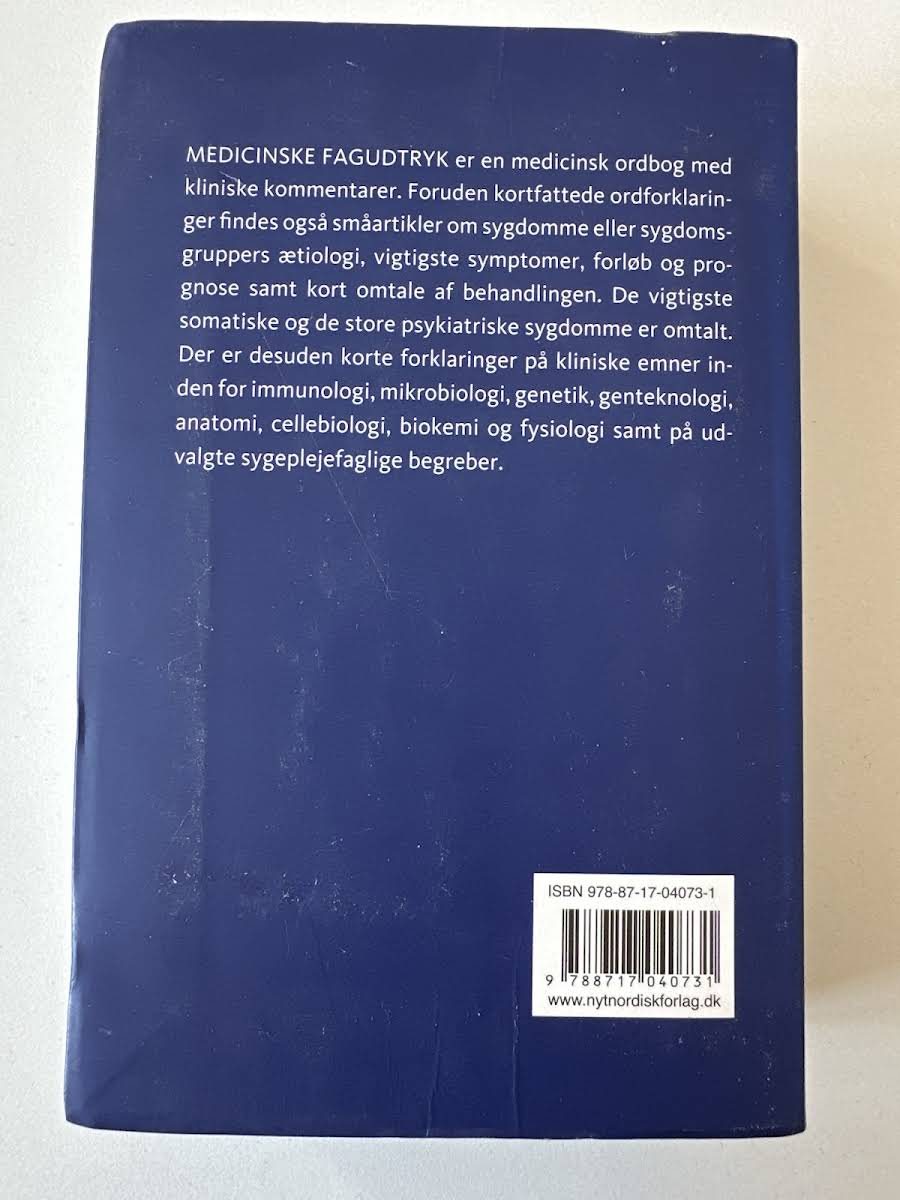 MEDICINSKE FAGUDTRYK er en medicinsk ordbog med
kliniske kommentarer. Foruden kortfattede ordforklarin-
ger findes også småartikler om sygdomme eller sygdoms-
gruppers ætiologi, vigtigste symptomer, forløb og pro-
gnose samt kort omtale af behandlingen. De vigtigste
somatiske og de store psykiatriske sygdomme er omtalt.
Der er desuden korte forklaringer på kliniske emner in-
den for immunologi, mikrobiologi, genetik, genteknologi,
anatomi, cellebiologi, biokemi og fysiologi samt på ud-
valgte sygeplejefaglige begreber.
ISBN 978-87-17-04073-1
9 788717 040731
www.nytnordiskforlag.dk